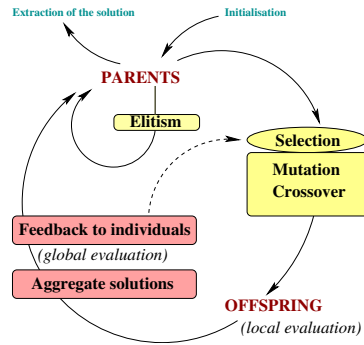 Extraction of the solution
Initialisation
PARENTS
Elitism
Selection
Mutation
Crossover
Feedback to individuals
(global evaluation)
Aggregate solutions
OFFSPRING
(local evaluation)